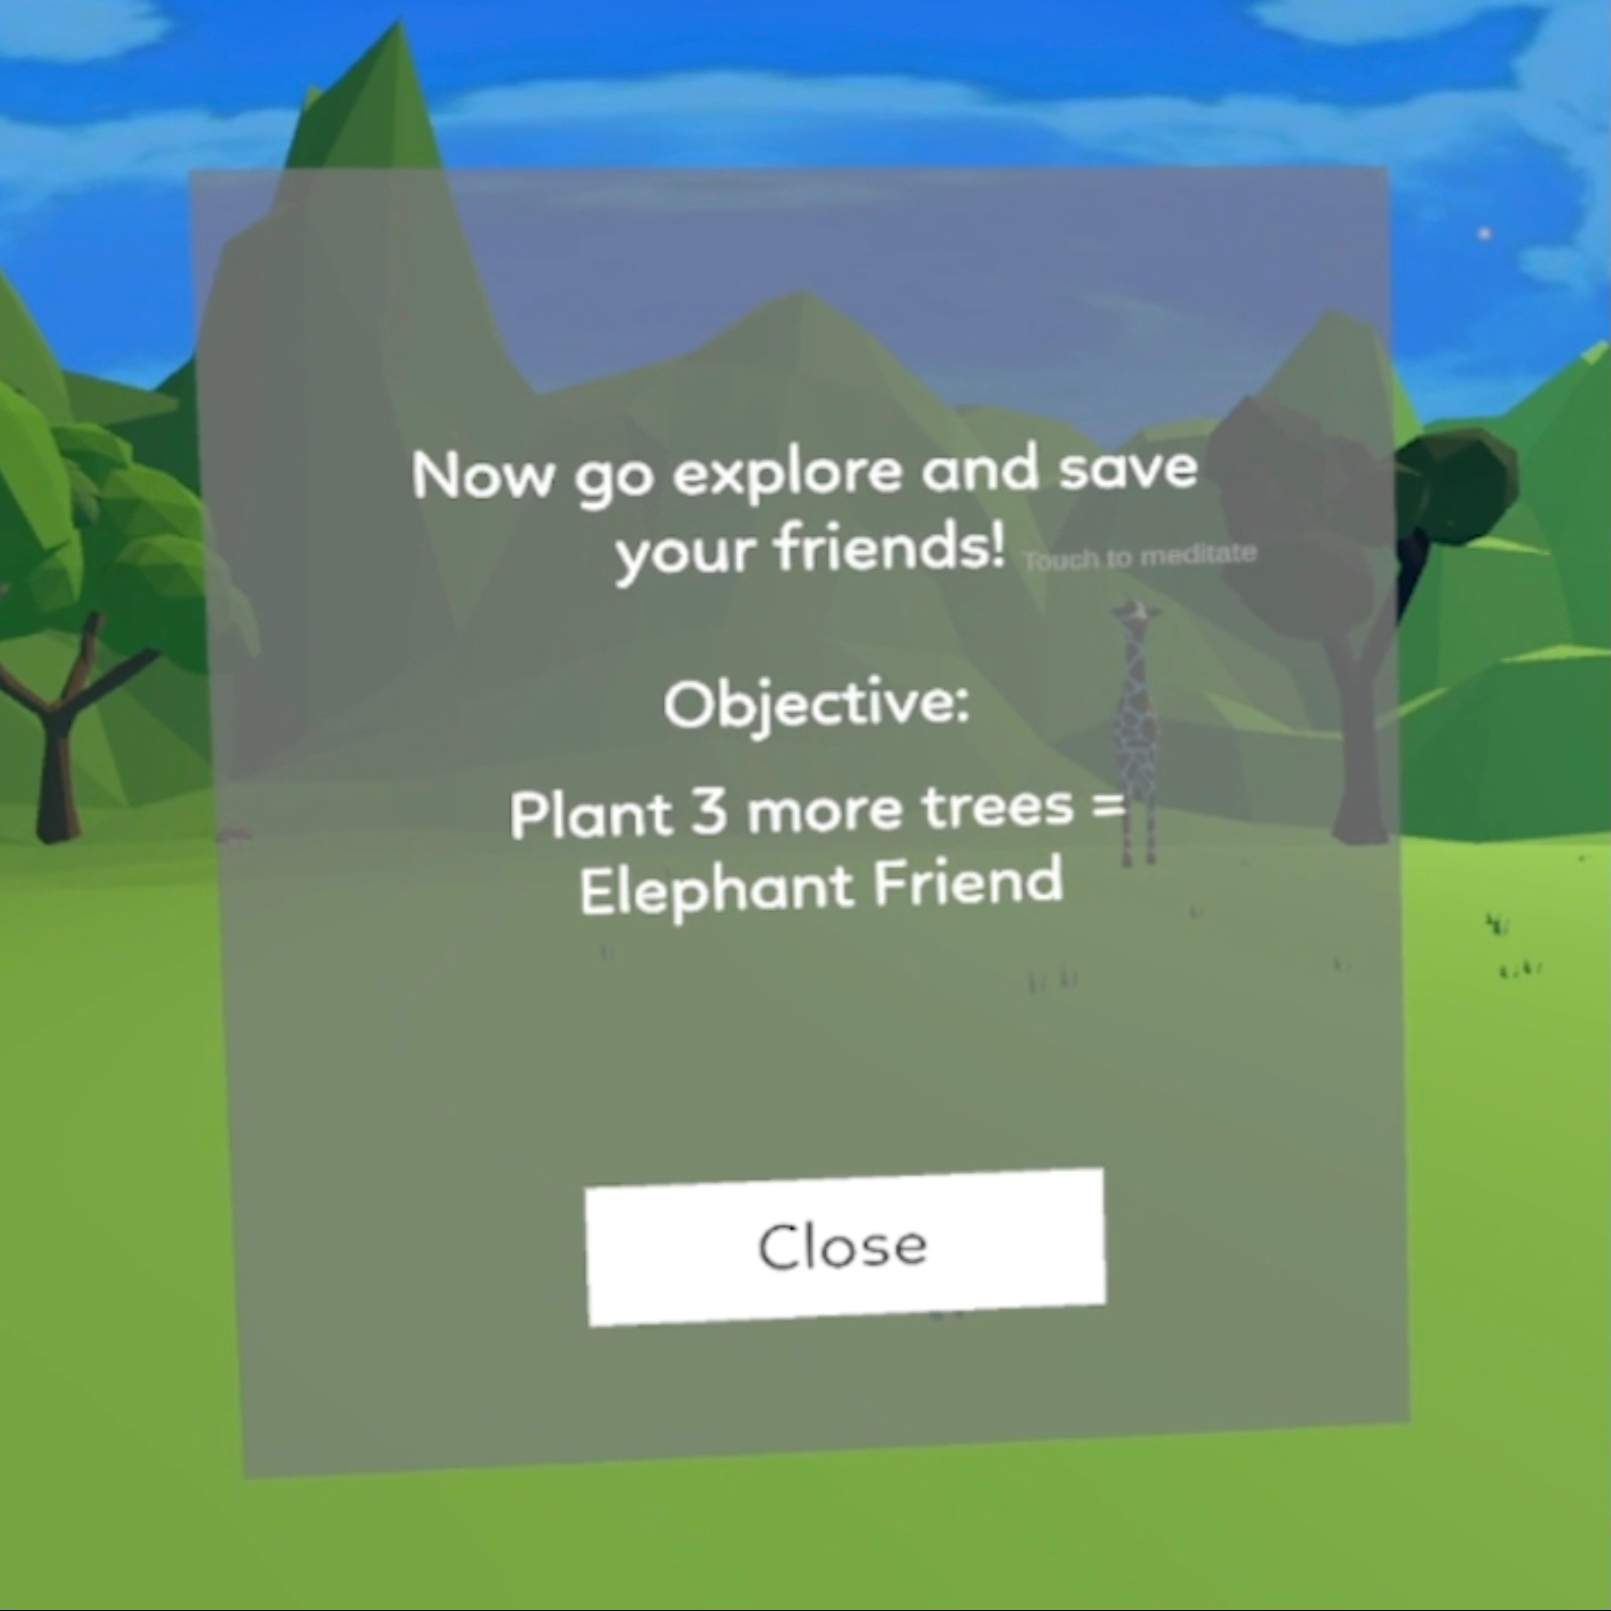 Now go explore and save
your friends!
Touch to meditate
Objective:
Plant 3 more trees =
Elephant Friend
Close